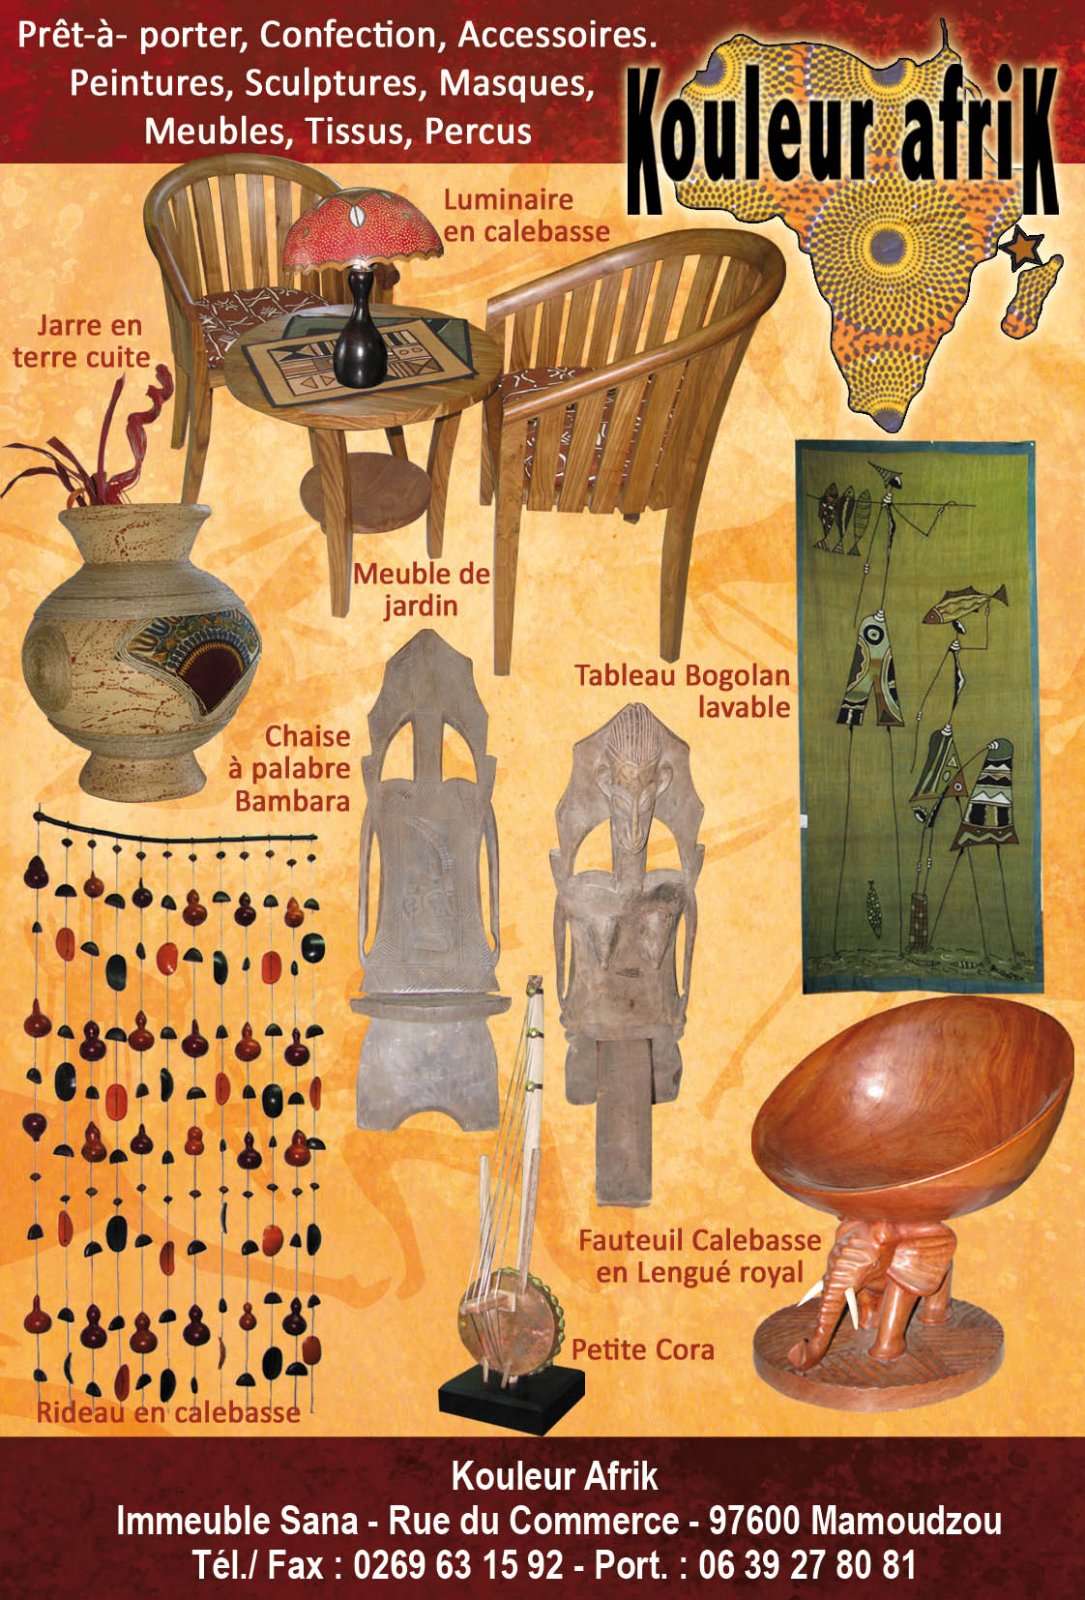 Prêt-à- porter, Confection, Accessoires.
Peintures, Sculptures, Masques,
Meubles, Tissus, Percus
Kouleur afriK
Luminaire
en calebasse
Jarre en
terre cuite
Meuble de
jardin
Tableau Bogolan
lavable
Chaise
à palabre
Bambara
Fauteuil Calebasse
en Lengué royal
Petite Cora
Rideau en calebasse
Kouleur Afrik
Immeuble Sana - Rue du Commerce - 97600 Mamoudzou
Tél./ Fax : 0269 63 15 92 - Port. : 06 39 27 80 81